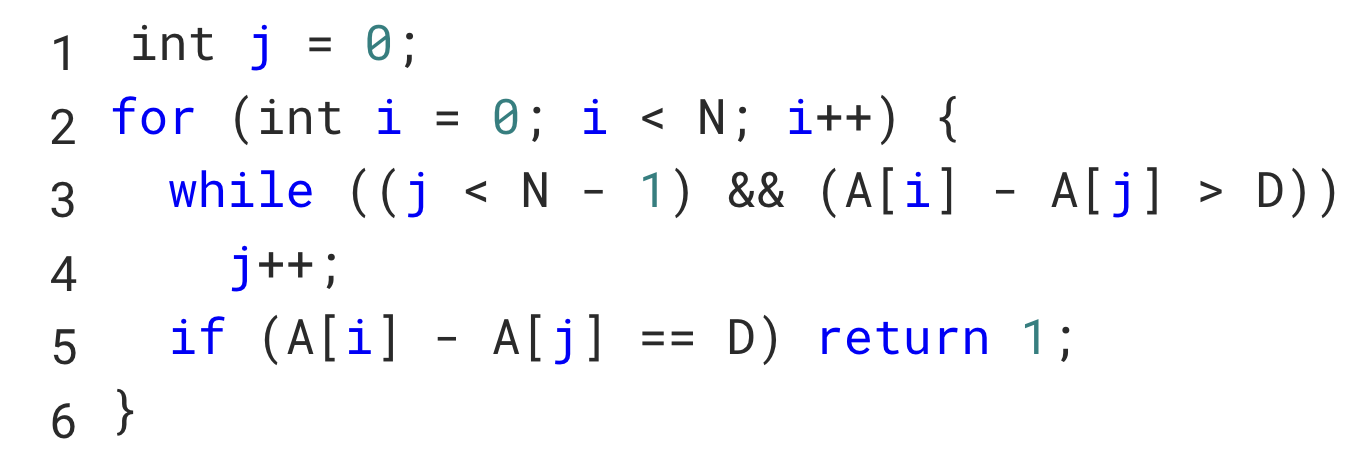 1 int j = 0;
2 for (int i = 0; i < N; i++) {
3 while ((j < N - 1) && (A[i] - A[j] > D))
4 j++;
5 if (A[i] - A[j] == D) return 1;
6 }